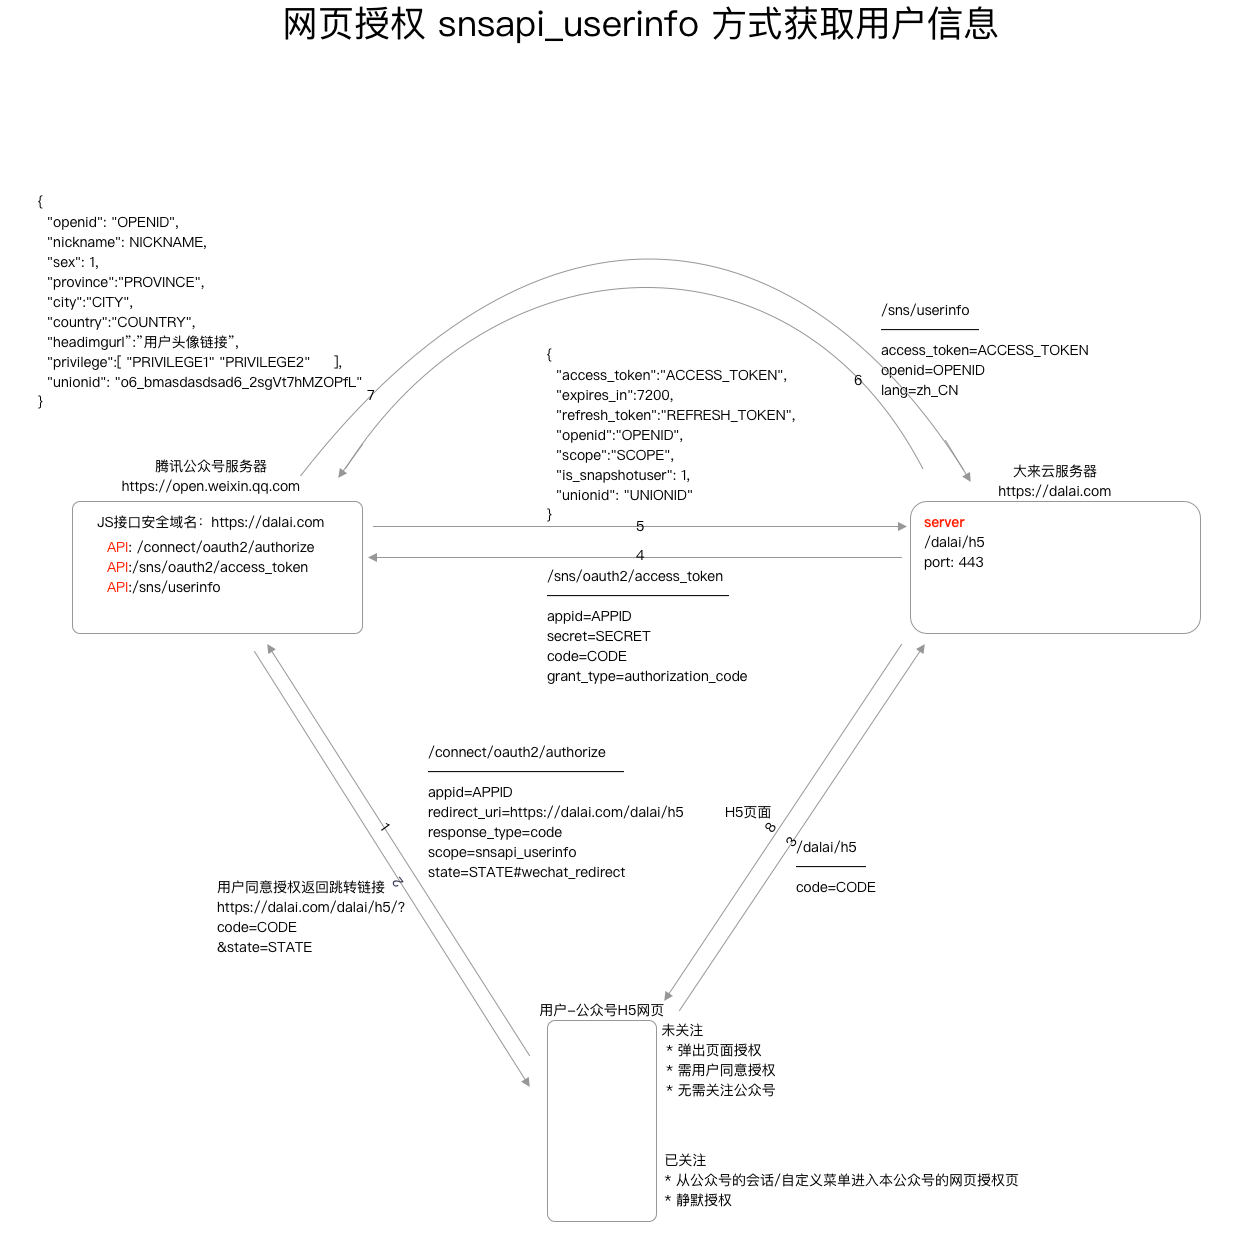 网页授权 snsapi_userinfo 方式获取用户信息
{
"openid": "OPENID",
"nickname": NICKNAME,
"sex": 1,
"province":"PROVINCE",
"city":"CITY",
"country":"COUNTRY",
"headimgurl”:”用户头像链接”,
"privilege":[ "PRIVILEGE1" "PRIVILEGE2" ],
"unionid": "o6_bmasdasdsad6_2sgVt7hMZOPfL"
}
7
6
/sns/userinfo
access_token=ACCESS_TOKEN
openid=OPENID
lang=zh_CN
{
"access_token":"ACCESS_TOKEN",
"expires_in":7200,
"refresh_token":"REFRESH_TOKEN",
"openid":"OPENID",
"scope":"SCOPE",
"is_snapshotuser": 1,
"unionid": "UNIONID"
}
腾讯公众号服务器
https://open.weixin.qq.com
JS接口安全域名：https://dalai.com
API: /connect/oauth2/authorize
API:/sns/oauth2/access_token
API:/sns/userinfo
大来云服务器
https://dalai.com
server
/dalai/h5
port: 443
5
4
/sns/oauth2/access_token
appid=APPID
secret=SECRET
code=CODE
grant_type=authorization_code
/connect/oauth2/authorize
appid=APPID
redirect_uri=https://dalai.com/dalai/h5
response_type=code
scope=snsapi_userinfo
state=STATE#wechat_redirect
1
2
用户同意授权返回跳转链接
https://dalai.com/dalai/h5/?
code=CODE
&state=STATE
H5页面
8
3
/dalai/h5
code=CODE
用户-公众号H5网页
未关注
* 弹出页面授权
* 需用户同意授权
* 无需关注公众号
已关注
* 从公众号的会话/自定义菜单进入本公众号的网页授权页
* 静默授权